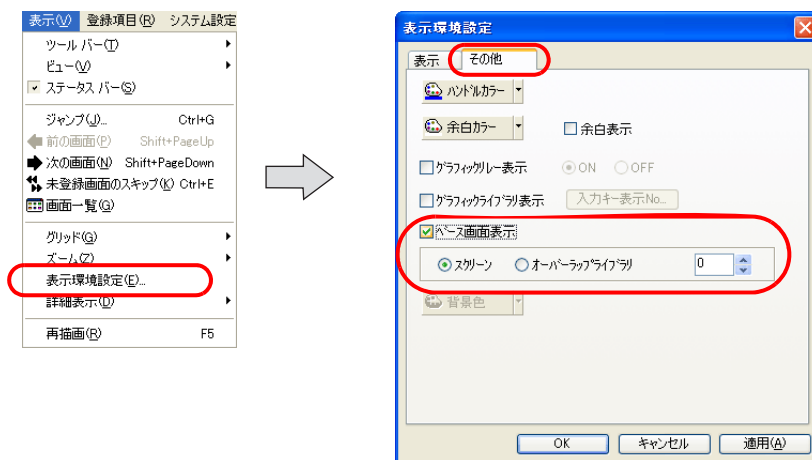 表示(V) 登録項目(R) システム設定
ツール バー(T)
ビュー(V)
ステータス バー(S)
ジャンプ(J)... Ctrl+G
前の画面(P) Shift+PageUp
次の画面(N) Shift+PageDown
未登録画面のスキップ(K) Ctrl+E
画面一覧(G)
グリッド(G)
ズーム(Z)
表示環境設定(E)...
詳細表示(D)
再描画(R) F5
表示環境設定
表示 その他
ハンドルカラー
余白カラー 余白表示
グラフィックリレー表示 ON OFF
グラフィックライブラリ表示 入力キー表示No...
ベース画面表示
スクリーン オーバーラップライブラリ 0
背景色
OK キャンセル 適用(A)